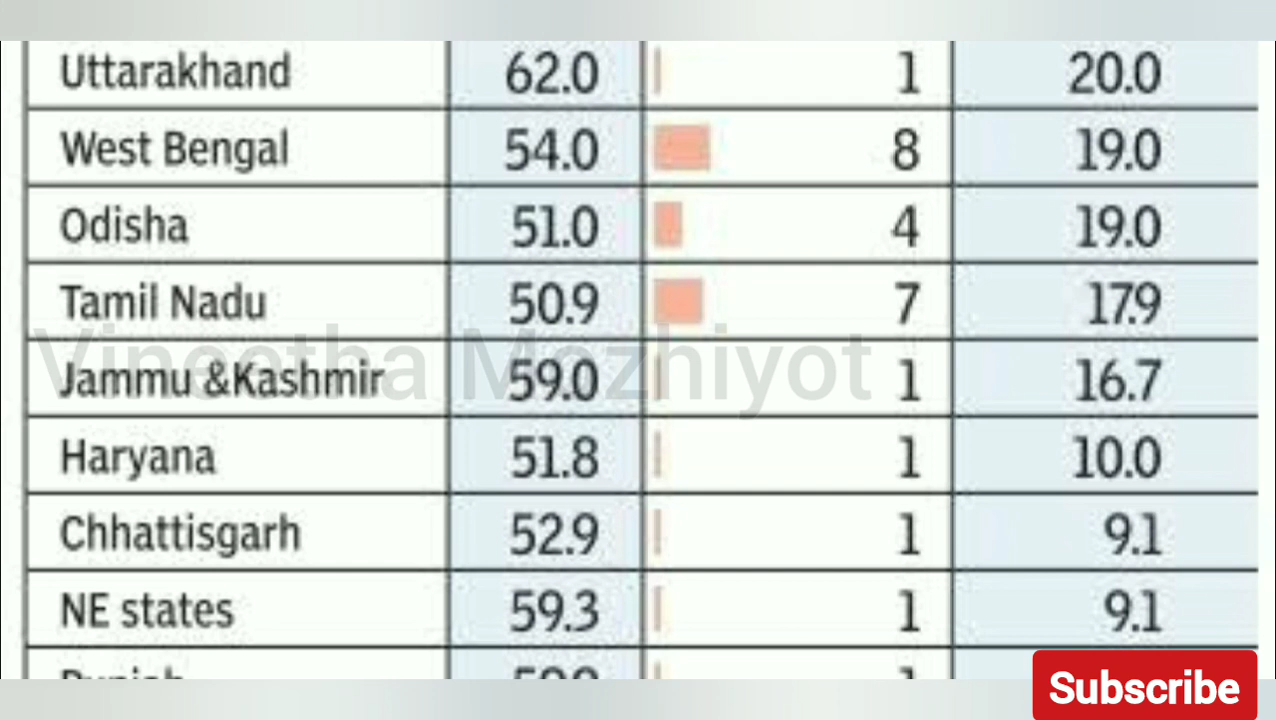 Uttarakhand 62.0 1 20.0
West Bengal 54.0 8 19.0
Odisha 51.0 4 19.0
Tamil Nadu 50.9 7 17.9
Vineetha Mozhiyot
Jammu &Kashmir 59.0 1 16.7
Haryana 51.8 1 10.0
Chhattisgarh 52.9 1 9.1
NE states 59.3 1 9.1
Subscribe